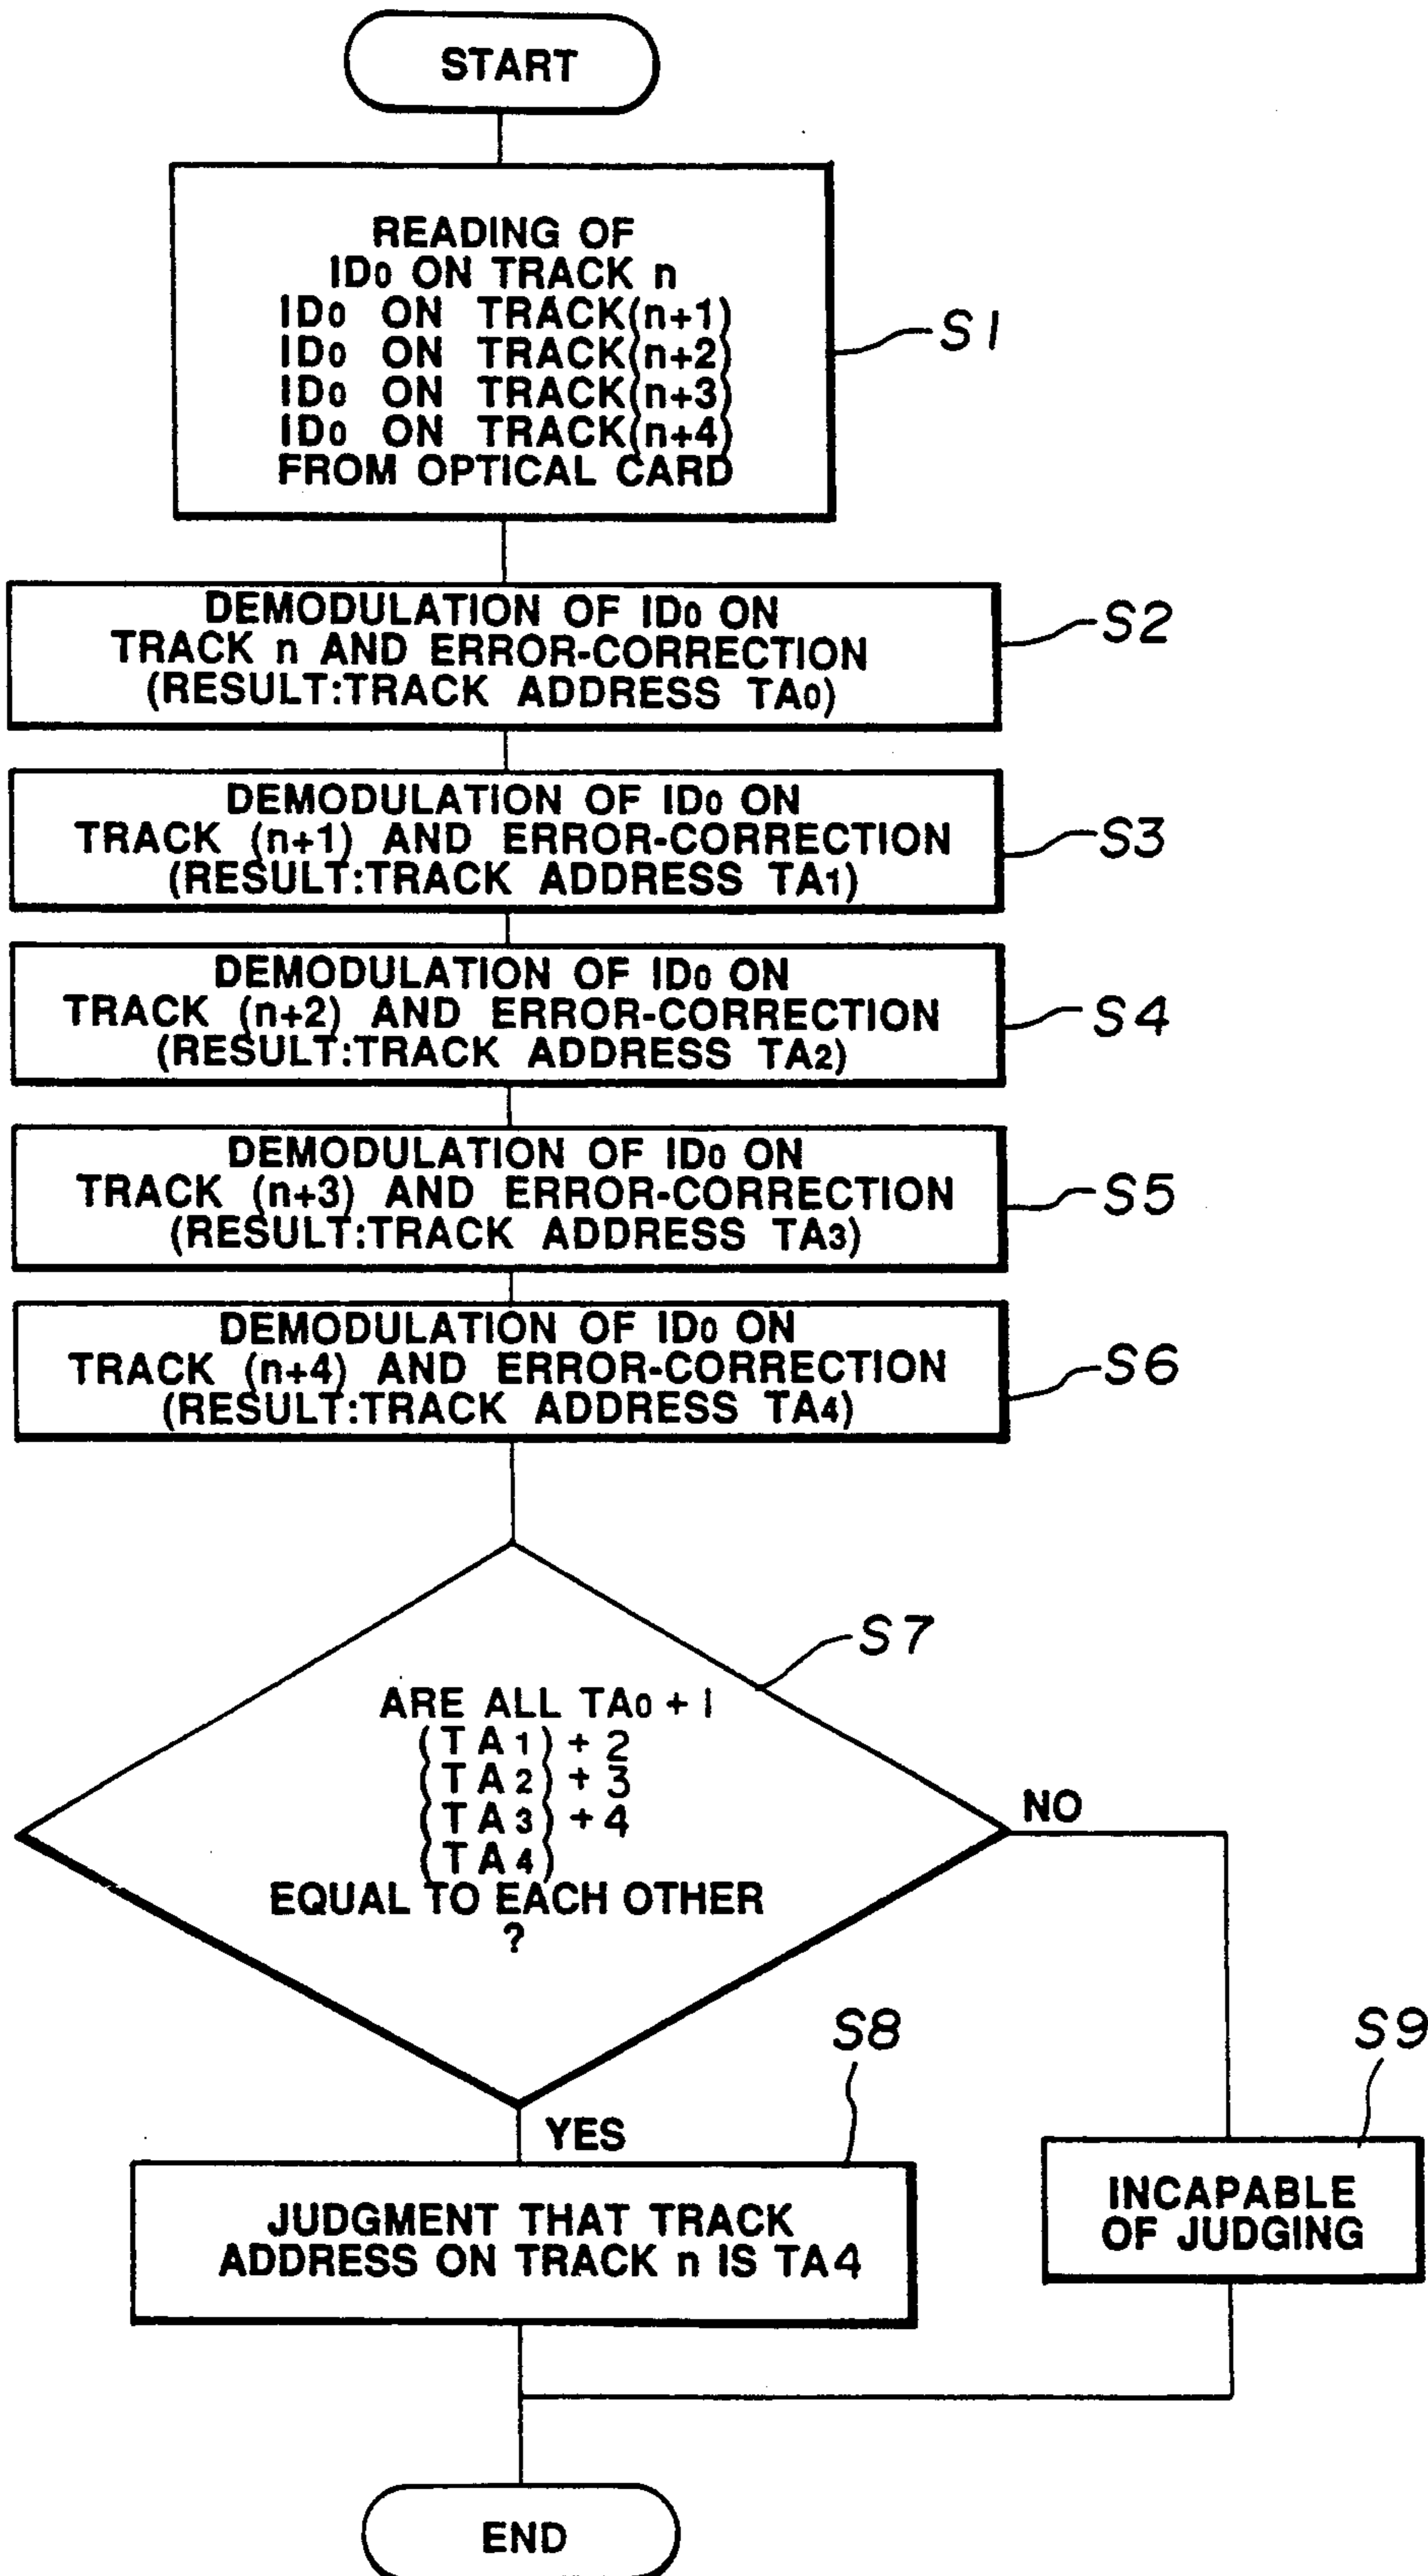 START
READING OF
ID0 ON TRACK n
ID0 ON TRACK(n+1)
ID0 ON TRACK(n+2)
ID0 ON TRACK(n+3)
ID0 ON TRACK(n+4)
FROM OPTICAL CARD
S1
DEMODULATION OF ID0 ON
TRACK n AND ERROR-CORRECTION
(RESULT:TRACK ADDRESS TA0)
S2
DEMODULATION OF ID0 ON
TRACK (n+1) AND ERROR-CORRECTION
(RESULT:TRACK ADDRESS TA1)
S3
DEMODULATION OF ID0 ON
TRACK (n+2) AND ERROR-CORRECTION
(RESULT:TRACK ADDRESS TA2)
S4
DEMODULATION OF ID0 ON
TRACK (n+3) AND ERROR-CORRECTION
(RESULT:TRACK ADDRESS TA3)
S5
DEMODULATION OF ID0 ON
TRACK (n+4) AND ERROR-CORRECTION
(RESULT:TRACK ADDRESS TA4)
S6
S7
ARE ALL TA0 + 1
(TA1) + 2
(TA2) + 3
(TA3) + 4
(TA4)
EQUAL TO EACH OTHER
?
NO
YES
S8
JUDGMENT THAT TRACK
ADDRESS ON TRACK n IS TA4
S9
INCAPABLE
OF JUDGING
END